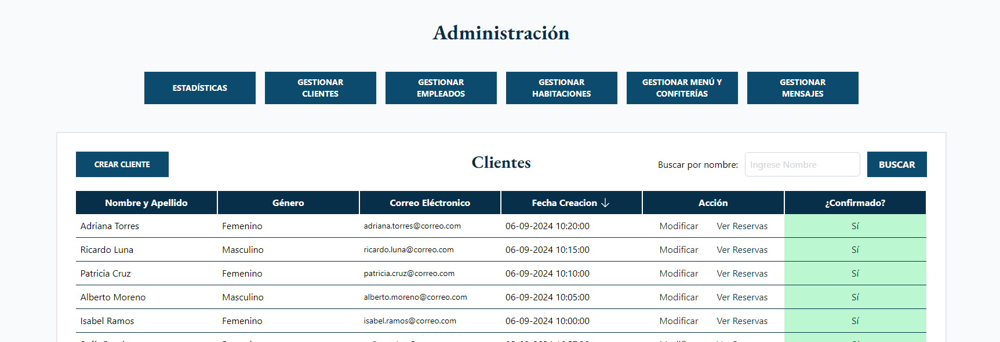 Administración
ESTADÍSTICAS
GESTIONAR
CLIENTES
GESTIONAR
EMPLEADOS
GESTIONAR
HABITACIONES
GESTIONAR MENÚ Y
CONFITERÍAS
GESTIONAR
MENSAJES
CREAR CLIENTE
Clientes
Buscar por nombre: Ingrese Nombre BUSCAR
Nombre y Apellido Género Correo Eléctronico Fecha Creacion ↓ Acción ¿Confirmado?
Adriana Torres Femenino adriana.torres@correo.com 06-09-2024 10:20:00 Modificar Ver Reservas Sí
Ricardo Luna Masculino ricardo.luna@correo.com 06-09-2024 10:15:00 Modificar Ver Reservas Sí
Patricia Cruz Femenino patricia.cruz@correo.com 06-09-2024 10:10:00 Modificar Ver Reservas Sí
Alberto Moreno Masculino alberto.moreno@correo.com 06-09-2024 10:05:00 Modificar Ver Reservas Sí
Isabel Ramos Femenino isabel.ramos@correo.com 06-09-2024 10:00:00 Modificar Ver Reservas Sí